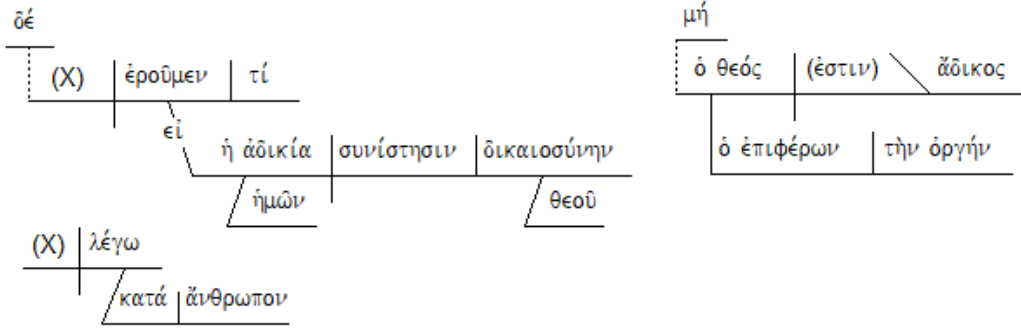 δέ
(X) ἐροῦμεν τί
εἰ
ἡ ἀδικία συνίστησιν δικαιοσύνην
ἡμῶν θεοῦ
(X) λέγω
κατά ἄνθρωπον
μή
ὁ θεός (ἐστιν) ἄδικος
ὁ ἐπιφέρων τὴν ὀργήν